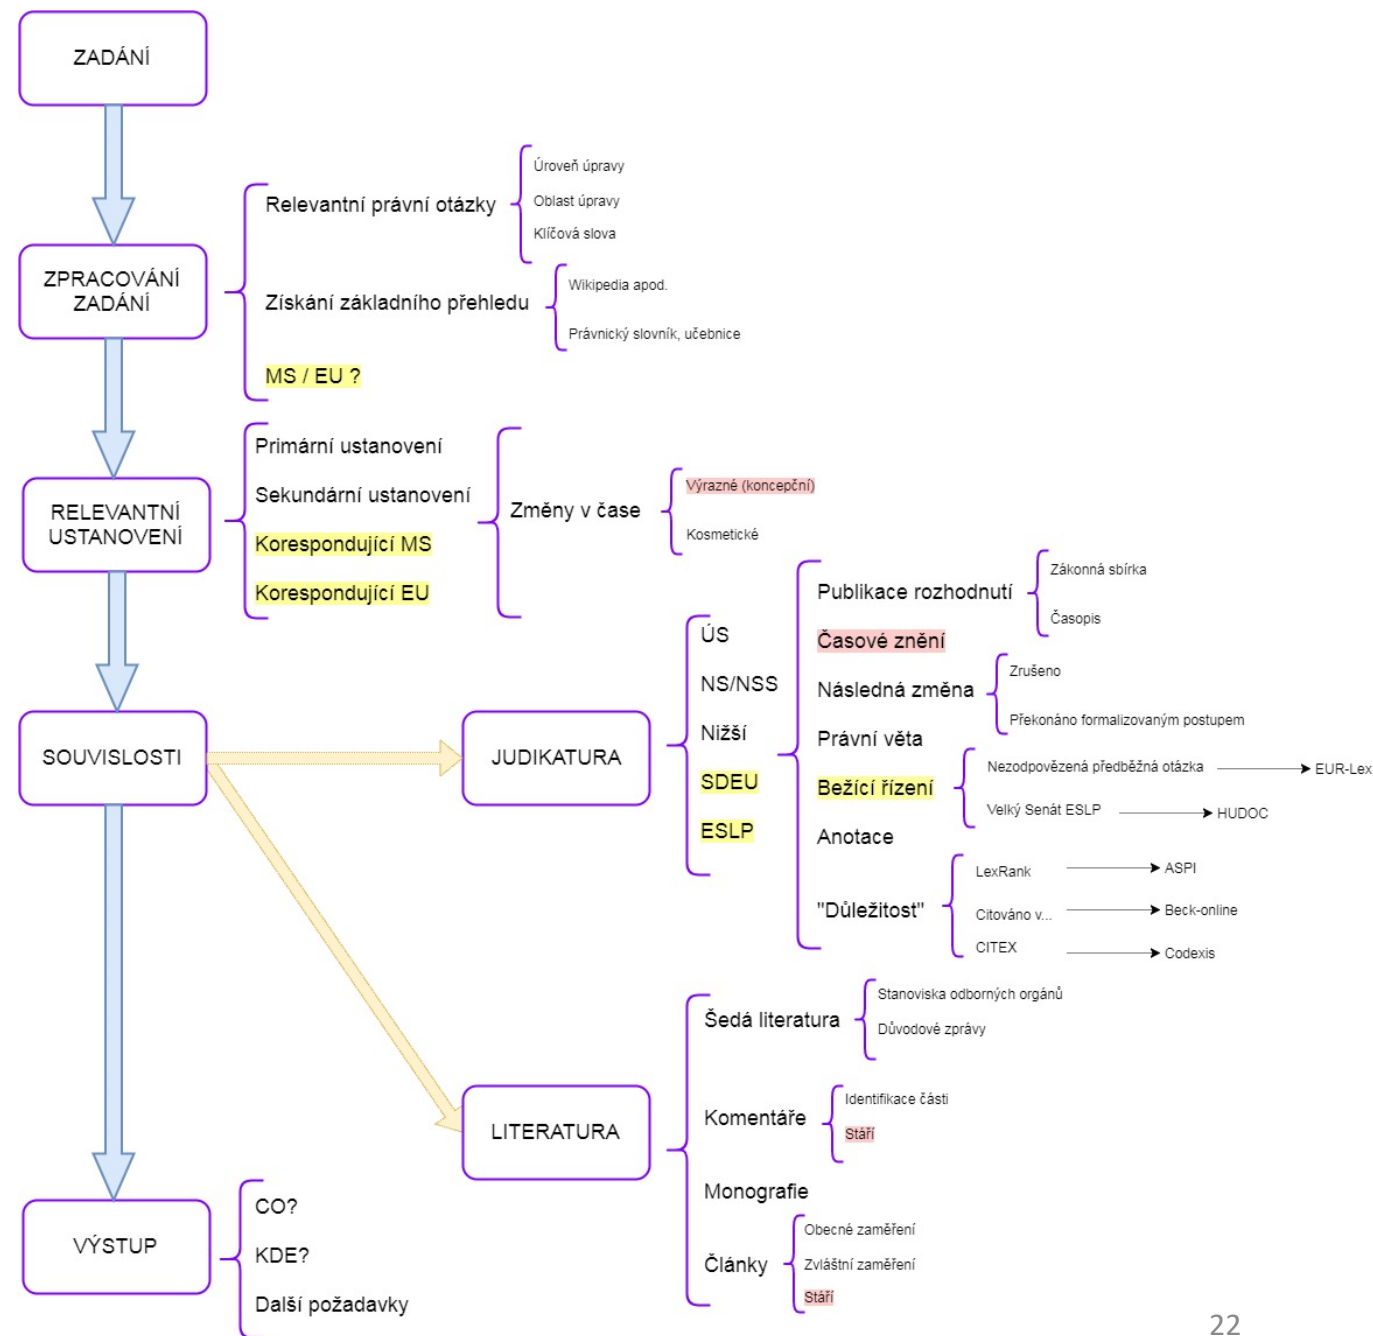 ZADÁNÍ
ZPRACOVÁNÍ
ZADÁNÍ
Relevantní právní otázky
Úroveň úpravy
Oblast úpravy
Klíčová slova
Získání základního přehledu
Wikipedia apod.
Právnický slovník, učebnice
MS / EU ?
RELEVANTNÍ
USTANOVENÍ
Primární ustanovení
Sekundární ustanovení
Korespondující MS
Korespondující EU
Změny v čase
Výrazné (koncepční)
Kosmetické
SOUVISLOSTI
JUDIKATURA
ÚS
NS/NSS
Nižší
SDEU
ESLP
Publikace rozhodnutí
Zákonná sbírka
Časopis
Časové znění
Následná změna
Zrušeno
Překonáno formalizovaným postupem
Právní věta
Bežící řízení
Nezodpovězená předběžná otázka
EUR-Lex
Velký Senát ESLP
HUDOC
Anotace
"Důležitost"
LexRank
ASPI
Citováno v...
Beck-online
CITEX
Codexis
LITERATURA
Šedá literatura
Stanoviska odborných orgánů
Důvodové zprávy
Komentáře
Identifikace části
Stáří
Monografie
Články
Obecné zaměření
Zvláštní zaměření
Stáří
VÝSTUP
CO?
KDE?
Další požadavky
22